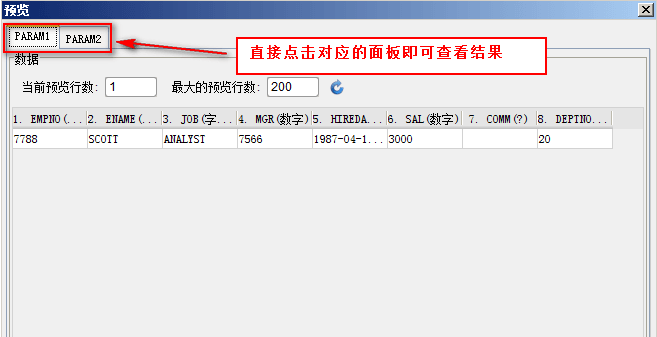 预览
PARAM1 PARAM2
直接点击对应的面板即可查看结果
数据
当前预览行数: 1 最大的预览行数: 200
1. EMPNO(... 2. ENAME(... 3. JOB(字... 4. MGR(数字) 5. HIREDA... 6. SAL(数字) 7. COMM(?) 8. DEPTNO...
7788 SCOTT ANALYST 7566 1987-04-1... 3000 20